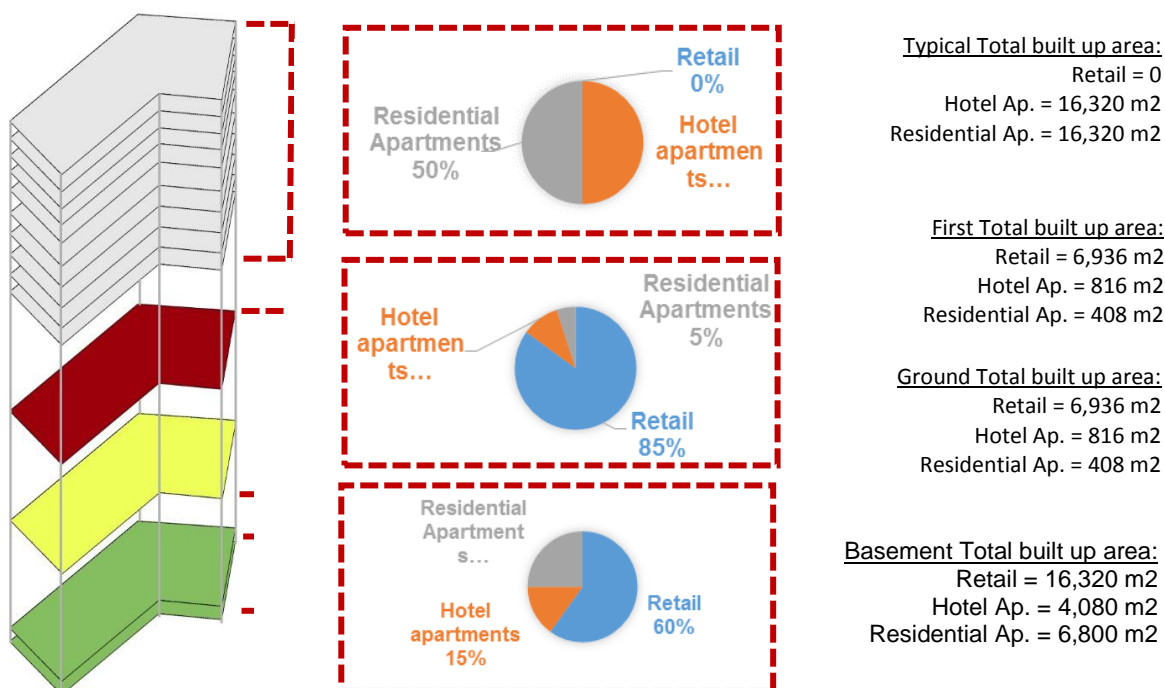 Retail
0%
Residential
Apartments
50%
Hotel
apartmen
ts...
Typical Total built up area:
Retail = 0
Hotel Ap. = 16,320 m2
Residential Ap. = 16,320 m2
Residential
Apartments
5%
Hotel
apartmen
ts...
Retail
85%
First Total built up area:
Retail = 6,936 m2
Hotel Ap. = 816 m2
Residential Ap. = 408 m2
Ground Total built up area:
Retail = 6,936 m2
Hotel Ap. = 816 m2
Residential Ap. = 408 m2
Residential
Apartment
s...
Hotel
apartments
15%
Retail
60%
Basement Total built up area:
Retail = 16,320 m2
Hotel Ap. = 4,080 m2
Residential Ap. = 6,800 m2